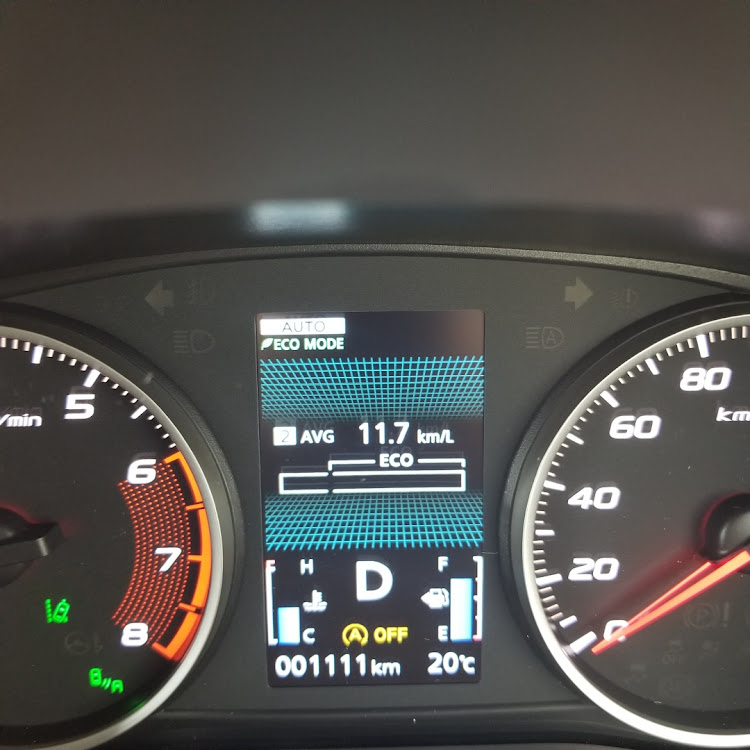 AUTO
ECO MODE
2 AVG 11.7 km/L
ECO
/min
5
6
7
8
80
60
40
20
0
km
H
C
D
F
E
A OFF
001111km 20℃
A